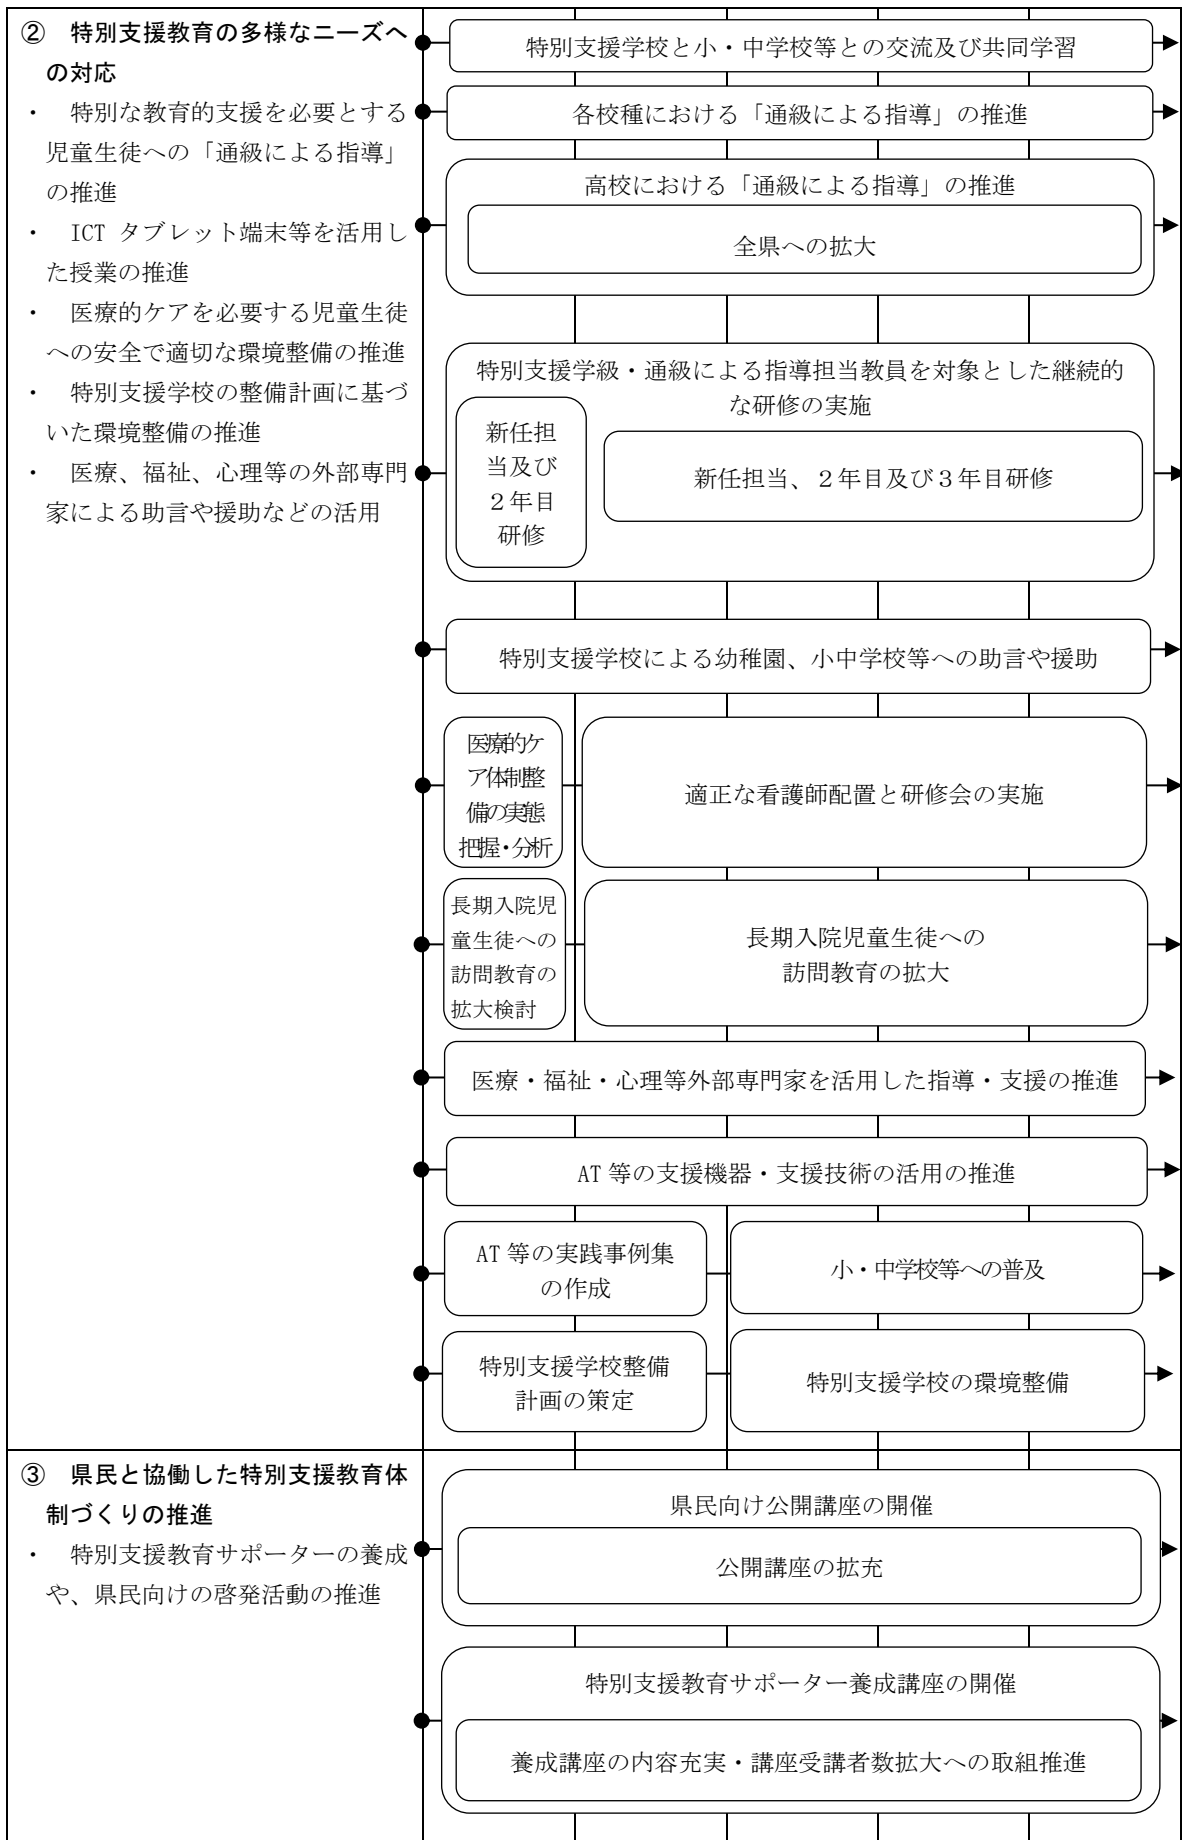 ② 特別支援教育の多様なニーズへ
の対応
・ 特別な教育的支援を必要とする
児童生徒への「通級による指導」
の推進
・ ICT タブレット端末等を活用し
た授業の推進
・ 医療的ケアを必要する児童生徒
への安全で適切な環境整備の推進
・ 特別支援学校の整備計画に基づ
いた環境整備の推進
・ 医療、福祉、心理等の外部専門
家による助言や援助などの活用
特別支援学校と小・中学校等との交流及び共同学習
各校種における「通級による指導」の推進
高校における「通級による指導」の推進
全県への拡大
特別支援学級・通級による指導担当教員を対象とした継続的
な研修の実施
新任担
当及び
２年目
研修
新任担当、２年目及び３年目研修
特別支援学校による幼稚園、小中学校等への助言や援助
医療的ケ
ア体制整
備の実態
把握・分析
適正な看護師配置と研修会の実施
長期入院児
童生徒への
訪問教育の
拡大検討
長期入院児童生徒への
訪問教育の拡大
医療・福祉・心理等外部専門家を活用した指導・支援の推進
AT 等の支援機器・支援技術の活用の推進
AT 等の実践事例集
の作成
小・中学校等への普及
特別支援学校整備
計画の策定
特別支援学校の環境整備
③ 県民と協働した特別支援教育体
制づくりの推進
・ 特別支援教育サポーターの養成
や、県民向けの啓発活動の推進
県民向け公開講座の開催
公開講座の拡充
特別支援教育サポーター養成講座の開催
養成講座の内容充実・講座受講者数拡大への取組推進